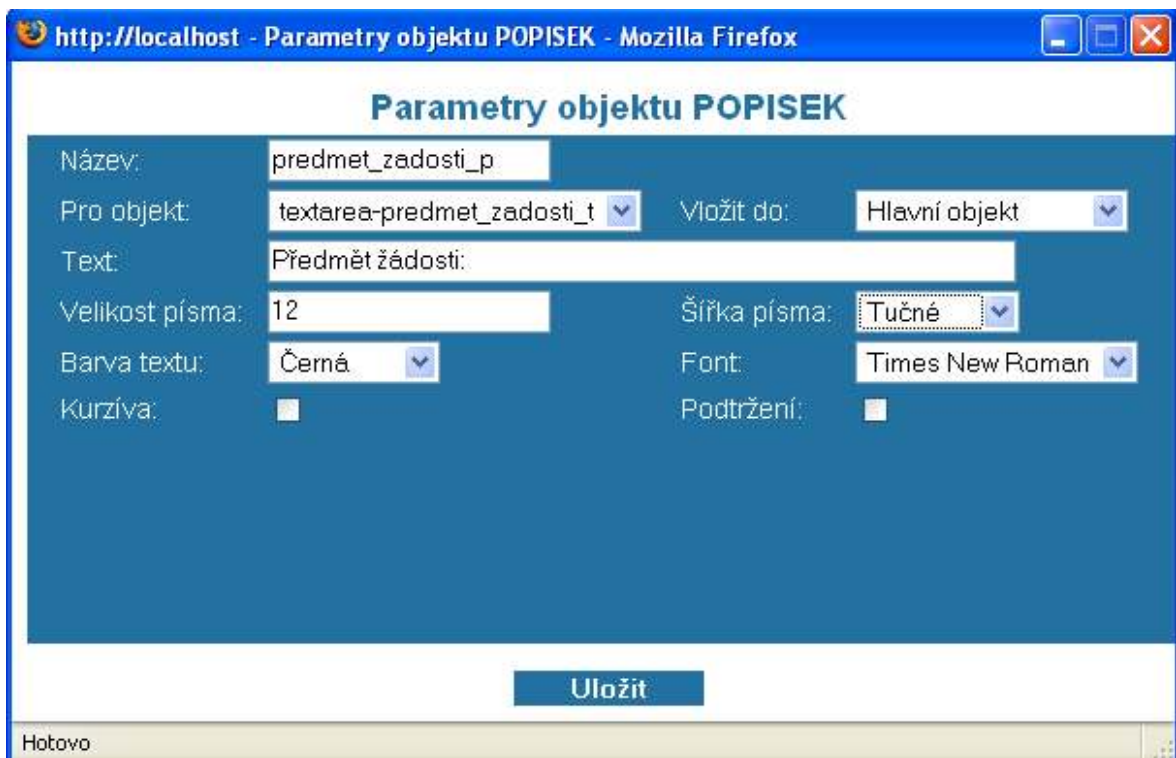 http://localhost - Parametry objektu POPISEK - Mozilla Firefox
Parametry objektu POPISEK
Název: predmet_zadosti_p
Pro objekt: textarea-predmet_zadosti_t Vložit do: Hlavní objekt
Text: Předmět žádosti:
Velikost písma: 12 Šířka písma: Tučné
Barva textu: Černá Font: Times New Roman
Kurzíva: Podtržení:
Uložit
Hotovo